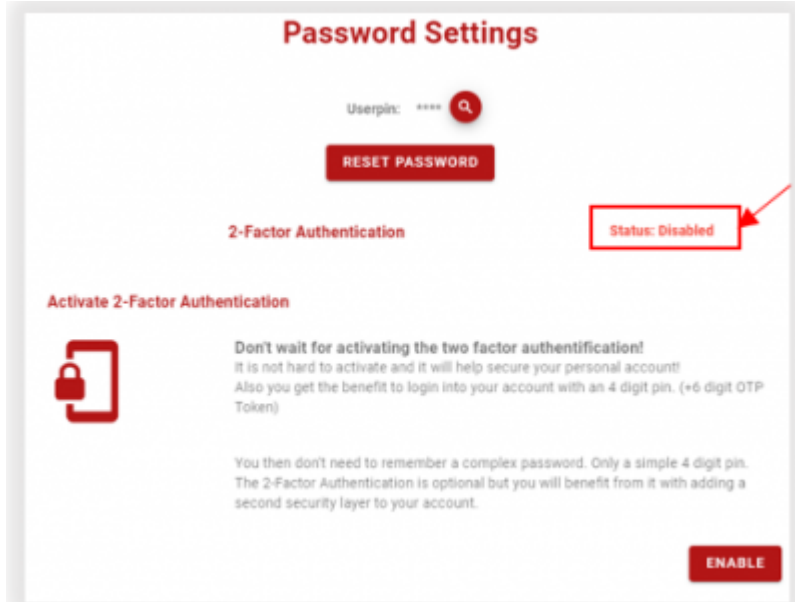 Password Settings
Userpin: ****
RESET PASSWORD
2-Factor Authentication
Status: Disabled
Activate 2-Factor Authentication
Don't wait for activating the two factor authentification!
It is not hard to activate and it will help secure your personal account!
Also you get the benefit to login into your account with an 4 digit pin. (+6 digit OTP
Token)
You then don't need to remember a complex password. Only a simple 4 digit pin.
The 2-Factor Authentication is optional but you will benefit from it with adding a
second security layer to your account.
ENABLE